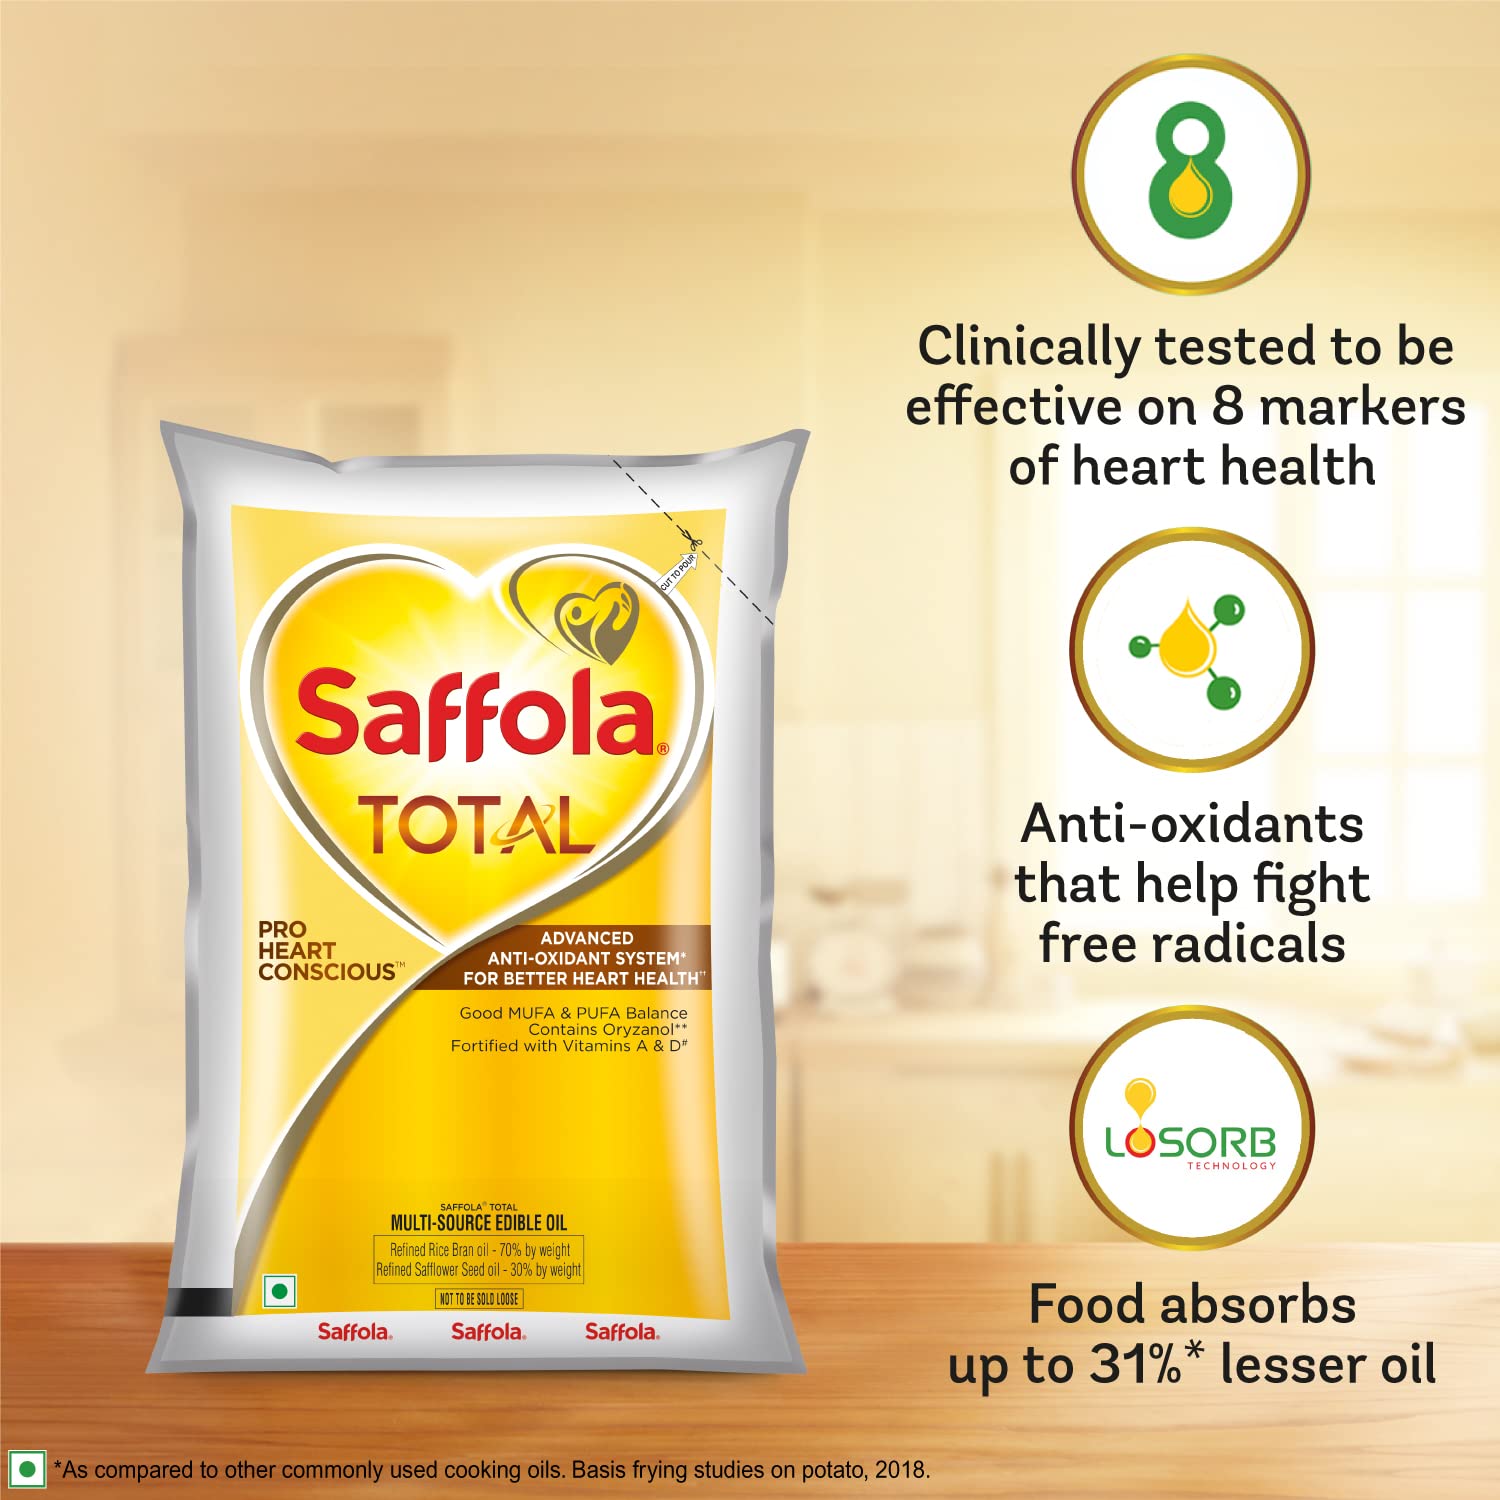 8
Clinically tested to be
effective on 8 markers
of heart health
Anti-oxidants
that help fight
free radicals
LOSORB
TECHNOLOGY
Food absorbs
up to 31%* lesser oil
CUT TO POUR
Saffola®
TOTAL
PRO
HEART
CONSCIOUS™
ADVANCED
ANTI-OXIDANT SYSTEM*
FOR BETTER HEART HEALTH††
Good MUFA & PUFA Balance
Contains Oryzanol**
Fortified with Vitamins A & D#
SAFFOLA® TOTAL
MULTI-SOURCE EDIBLE OIL
Refined Rice Bran oil - 70% by weight
Refined Safflower Seed oil - 30% by weight
NOT TO BE SOLD LOOSE
Saffola® Saffola® Saffola®
*As compared to other commonly used cooking oils. Basis frying studies on potato, 2018.